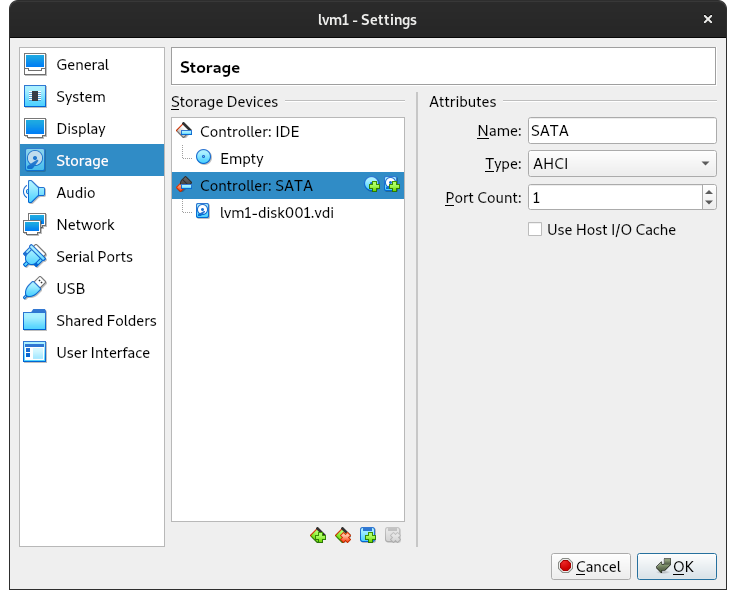 lvm1 - Settings
General
System
Display
Storage
Audio
Network
Serial Ports
USB
Shared Folders
User Interface
Storage
Storage Devices
Controller: IDE
Empty
Controller: SATA
lvm1-disk001.vdi
Attributes
Name: SATA
Type: AHCI
Port Count: 1
Use Host I/O Cache
Cancel
OK